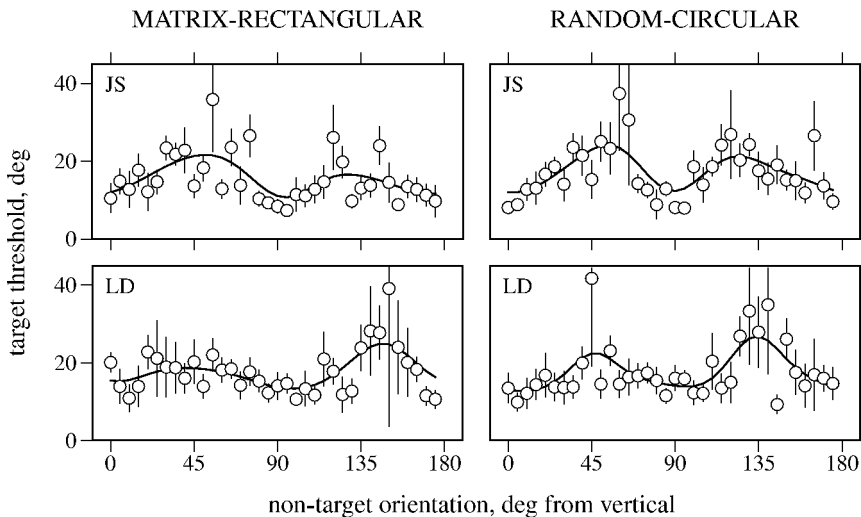 MATRIX-RECTANGULAR RANDOM-CIRCULAR
40 JS JS
20
0
40 LD LD
20
0
target threshold, deg
0 45 90 135 180 0 45 90 135 180
non-target orientation, deg from vertical